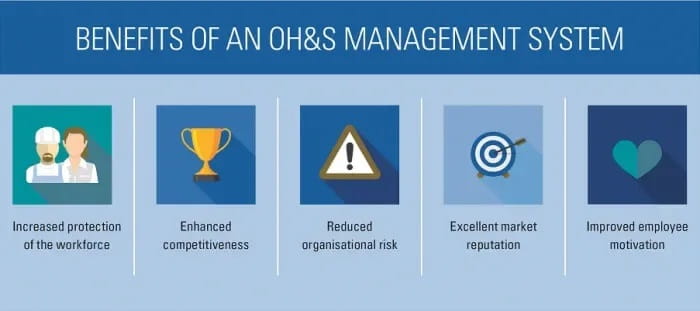 BENEFITS OF AN OH&S MANAGEMENT SYSTEM
Increased protection
of the workforce
Enhanced
competitiveness
Reduced
organisational risk
Excellent market
reputation
Improved employee
motivation